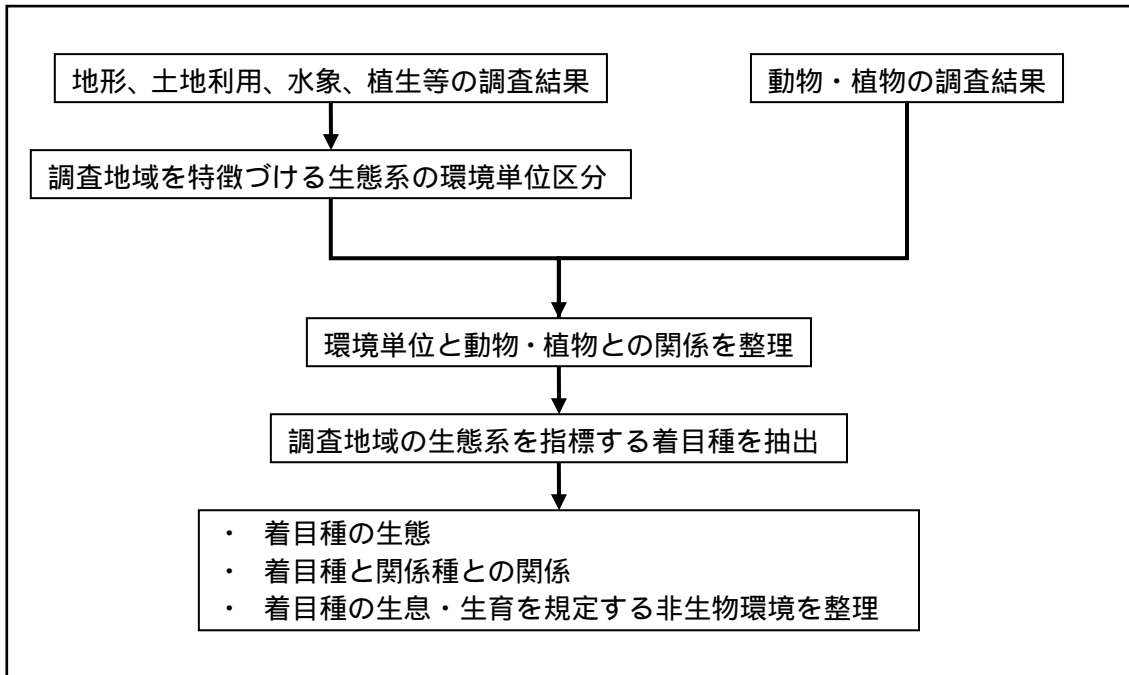 地形、土地利用、水象、植生等の調査結果
動物・植物の調査結果
調査地域を特徴づける生態系の環境単位区分
環境単位と動物・植物との関係を整理
調査地域の生態系を指標する着目種を抽出
・ 着目種の生態
・ 着目種と関係種との関係
・ 着目種の生息・生育を規定する非生物環境を整理